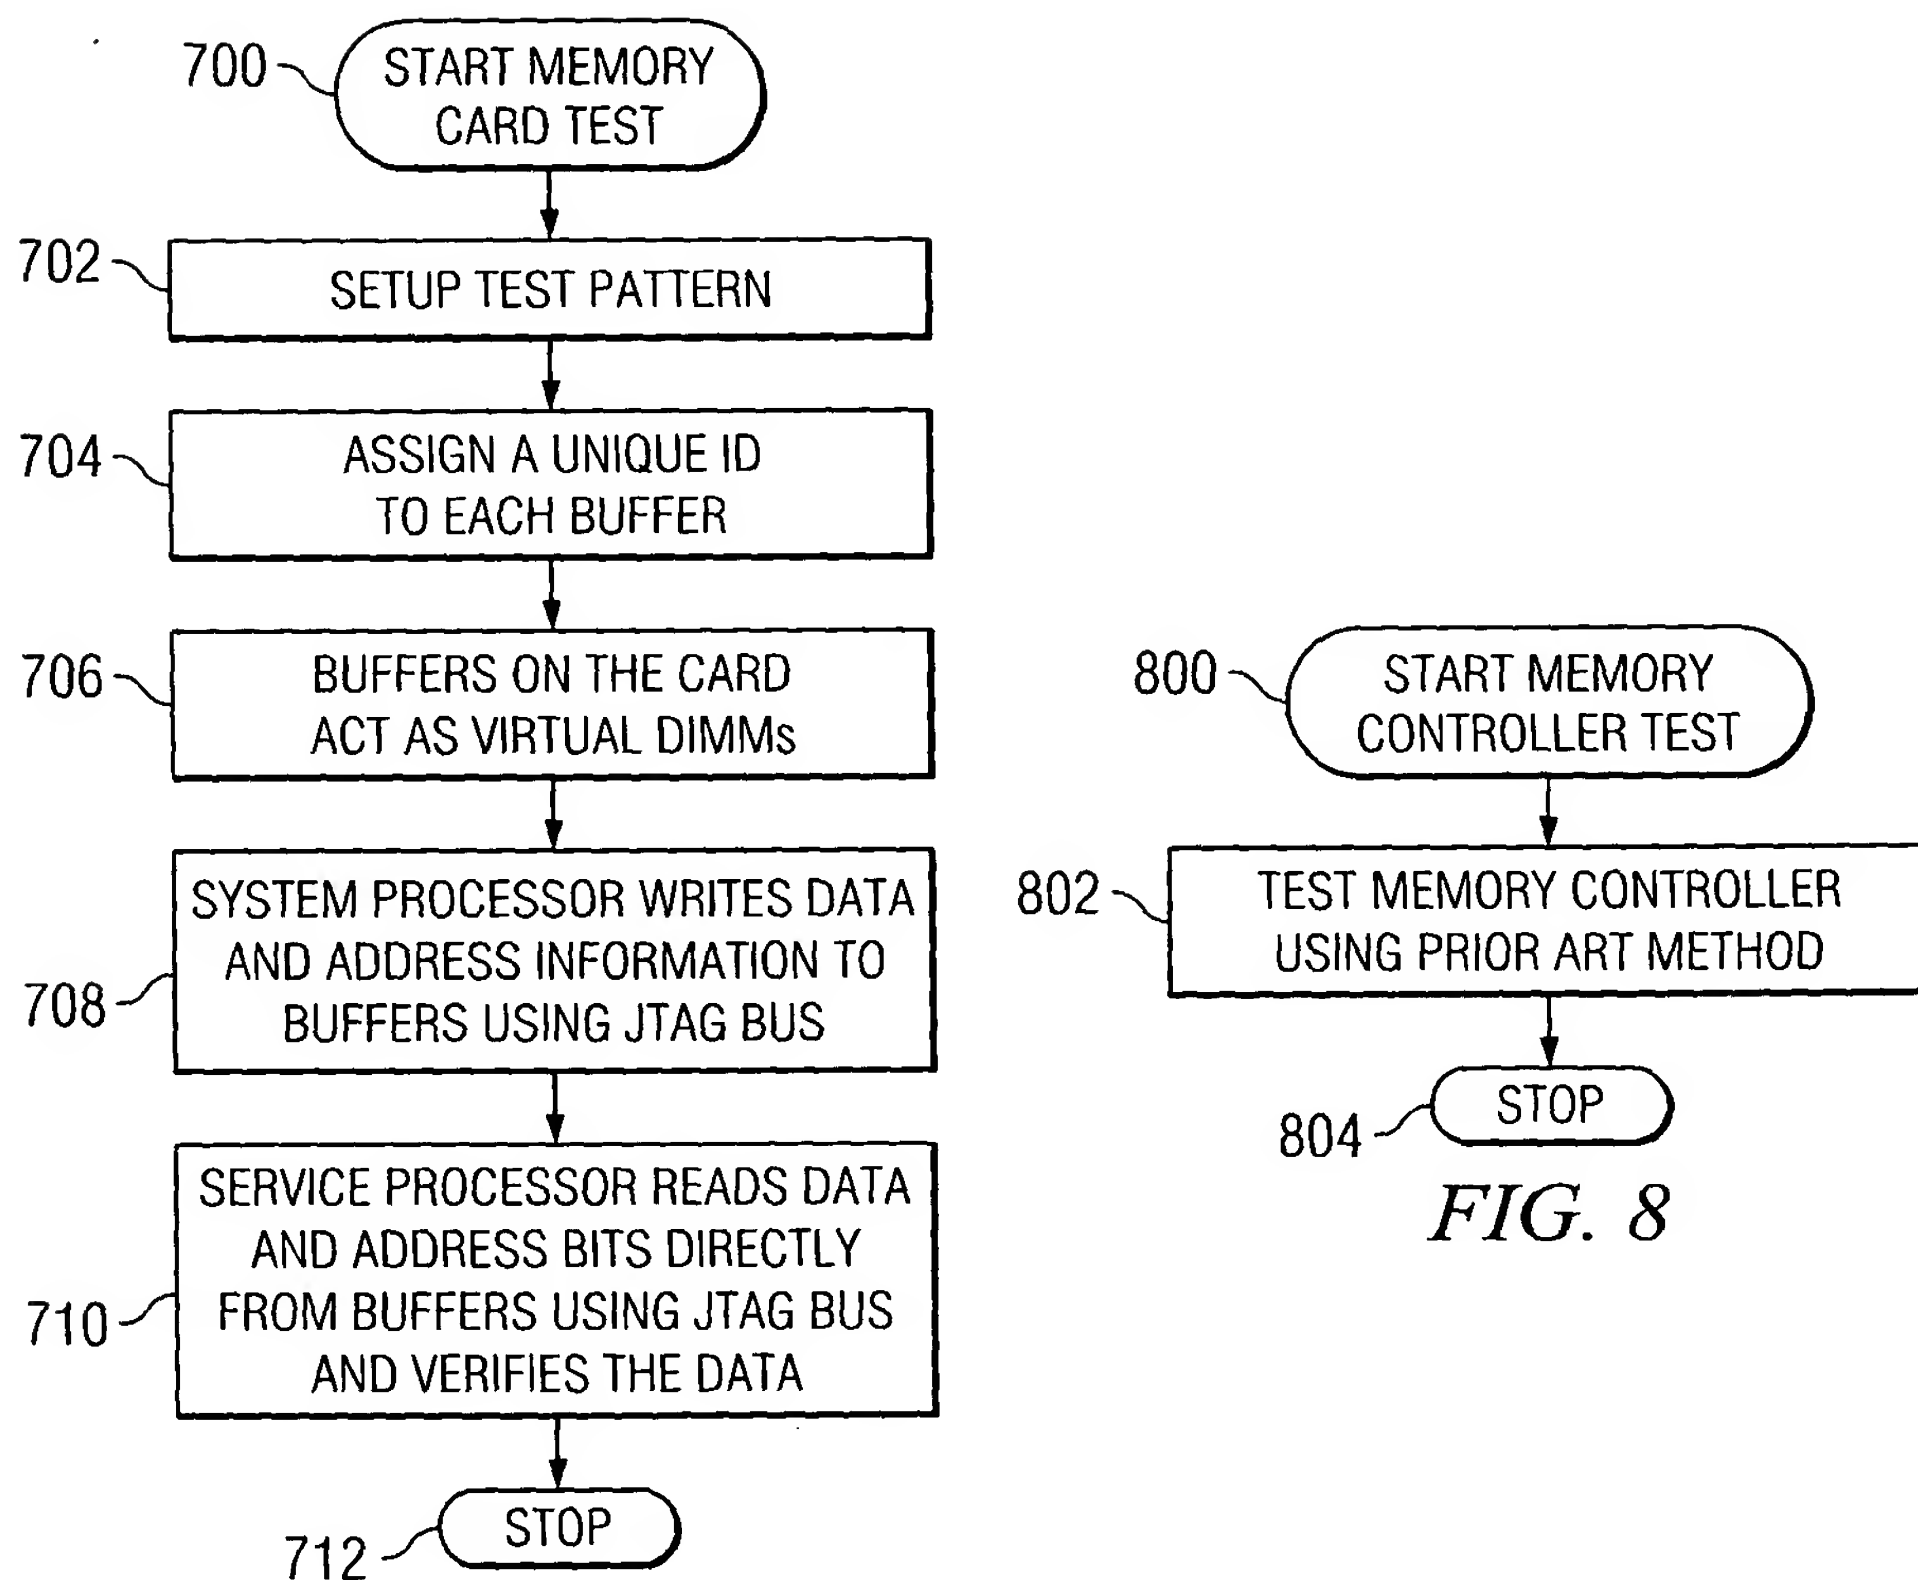 700
START MEMORY
CARD TEST
702
SETUP TEST PATTERN
704
ASSIGN A UNIQUE ID
TO EACH BUFFER
706
BUFFERS ON THE CARD
ACT AS VIRTUAL DIMMs
708
SYSTEM PROCESSOR WRITES DATA
AND ADDRESS INFORMATION TO
BUFFERS USING JTAG BUS
710
SERVICE PROCESSOR READS DATA
AND ADDRESS BITS DIRECTLY
FROM BUFFERS USING JTAG BUS
AND VERIFIES THE DATA
712
STOP
800
START MEMORY
CONTROLLER TEST
802
TEST MEMORY CONTROLLER
USING PRIOR ART METHOD
804
STOP
FIG. 8